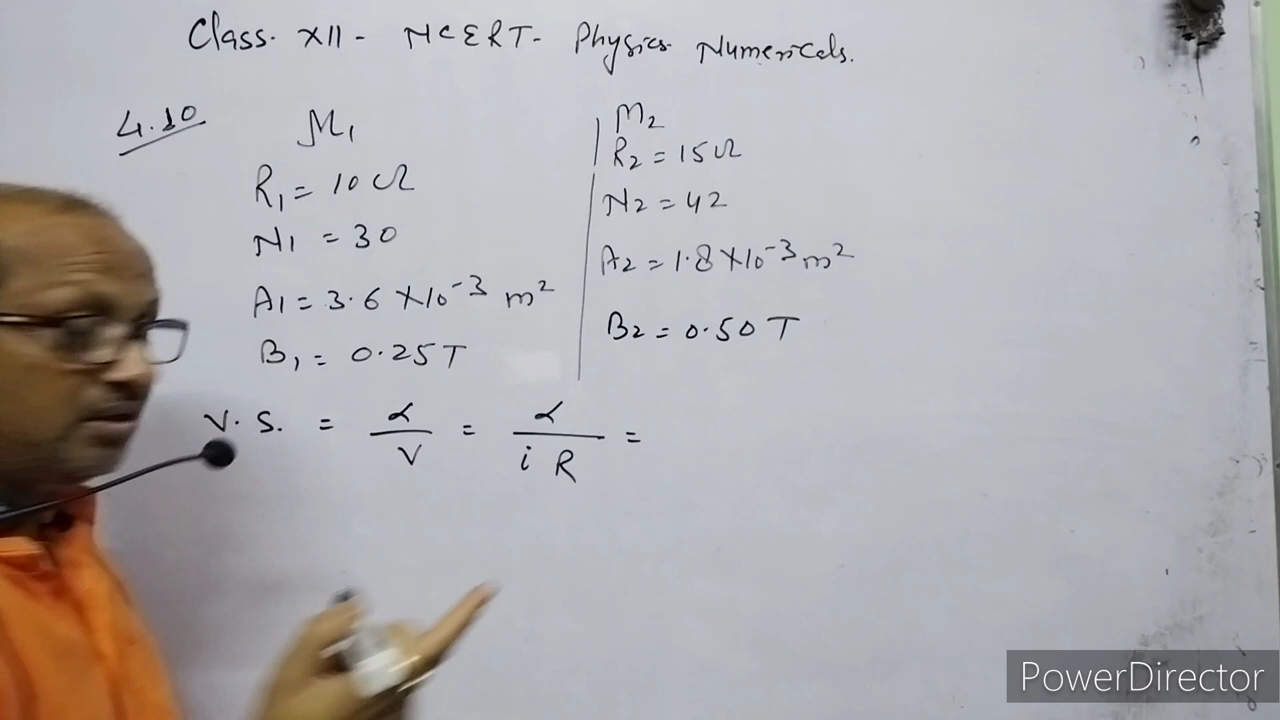 Class. XII - NCERT- Physics Numericals.
4.10
M₁
R₁ = 10 Ω
N₁ = 30
A₁ = 3.6 × 10⁻³ m²
B₁ = 0.25 T
M₂
R₂ = 15 Ω
N₂ = 42
A₂ = 1.8 × 10⁻³ m²
B₂ = 0.50 T
V. S. = α / V = α / i R =
PowerDirector